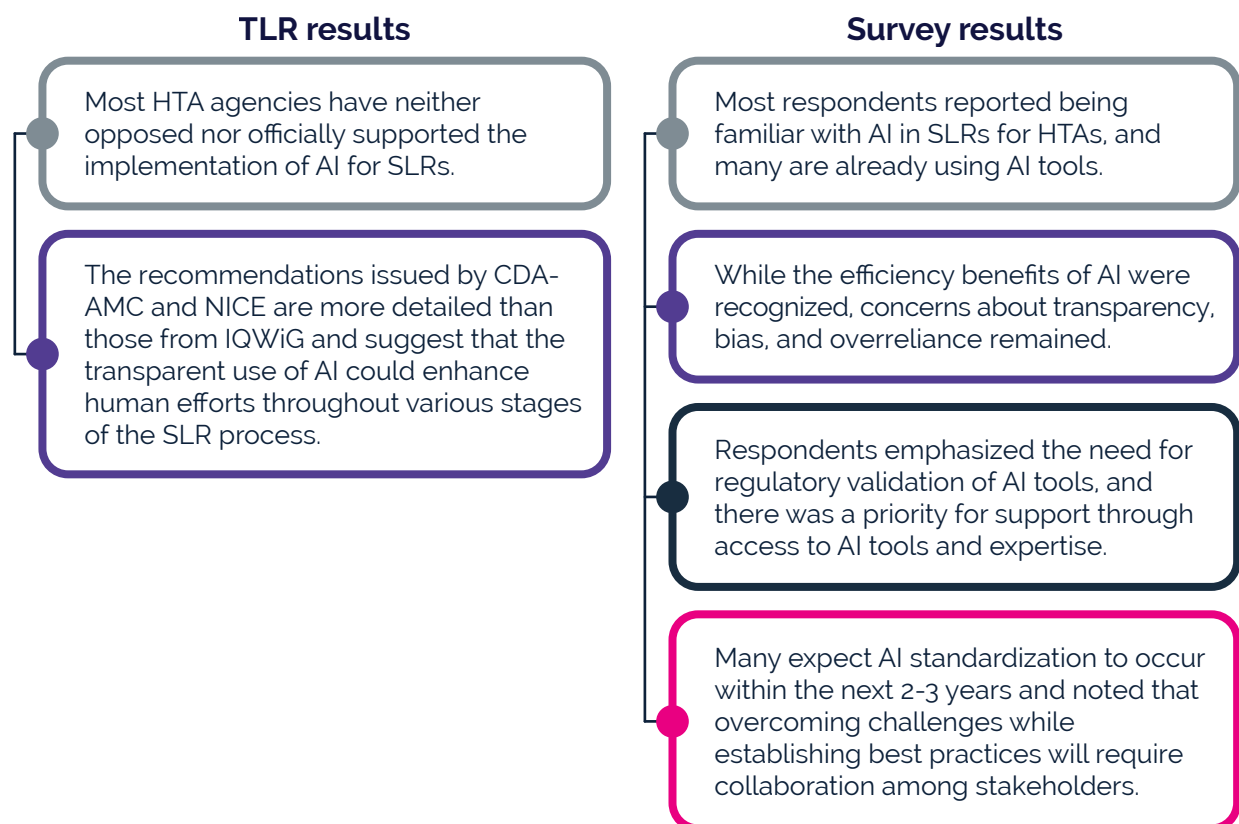 TLR results
Most HTA agencies have neither
opposed nor officially supported the
implementation of AI for SLRs.
The recommendations issued by CDA-
AMC and NICE are more detailed than
those from IQWiG and suggest that the
transparent use of AI could enhance
human efforts throughout various stages
of the SLR process.
Survey results
Most respondents reported being
familiar with AI in SLRs for HTAs, and
many are already using AI tools.
While the efficiency benefits of AI were
recognized, concerns about transparency,
bias, and overreliance remained.
Respondents emphasized the need for
regulatory validation of AI tools, and
there was a priority for support through
access to AI tools and expertise.
Many expect AI standardization to occur
within the next 2-3 years and noted that
overcoming challenges while
establishing best practices will require
collaboration among stakeholders.